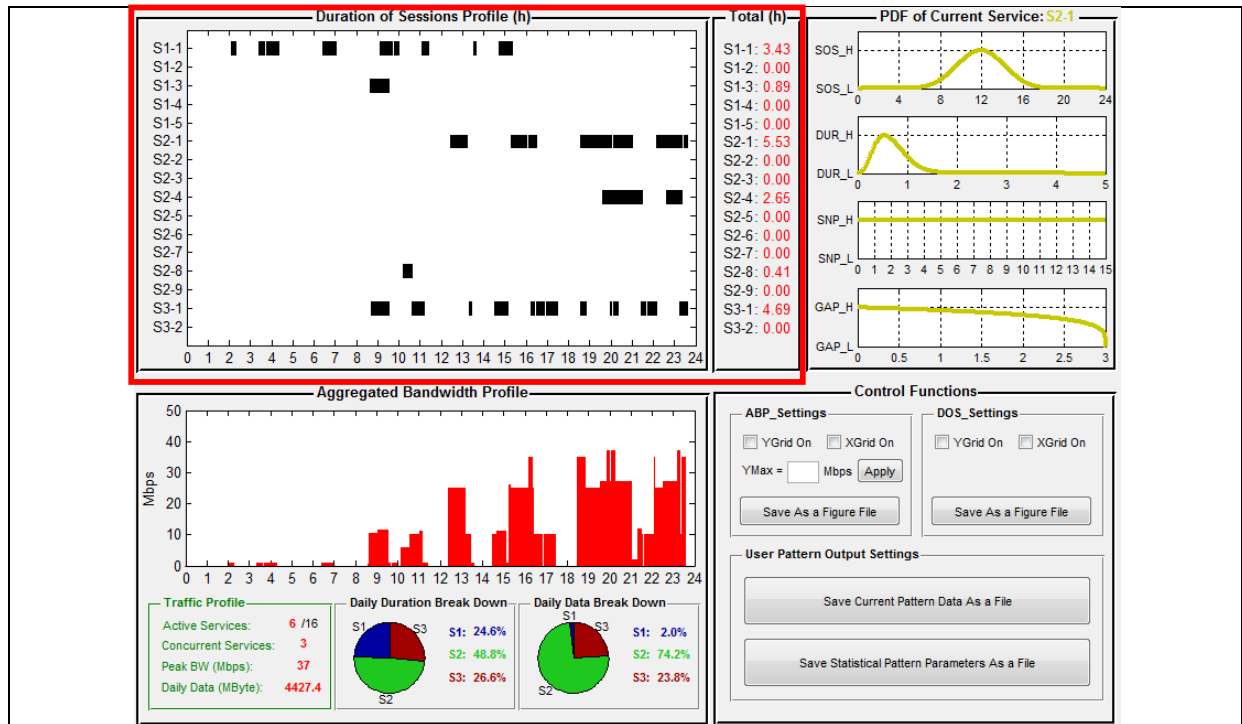 Duration of Sessions Profile (h)
S1-1
S1-2
S1-3
S1-4
S1-5
S2-1
S2-2
S2-3
S2-4
S2-5
S2-6
S2-7
S2-8
S2-9
S3-1
S3-2
0 1 2 3 4 5 6 7 8 9 10 11 12 13 14 15 16 17 18 19 20 21 22 23 24
Total (h)
S1-1: 3.43
S1-2: 0.00
S1-3: 0.89
S1-4: 0.00
S1-5: 0.00
S2-1: 5.53
S2-2: 0.00
S2-3: 0.00
S2-4: 2.65
S2-5: 0.00
S2-6: 0.00
S2-7: 0.00
S2-8: 0.41
S2-9: 0.00
S3-1: 4.69
S3-2: 0.00
PDF of Current Service: S2-1
SOS_H
SOS_L
0 4 8 12 16 20 24
DUR_H
DUR_L
0 1 2 3 4 5
SNP_H
SNP_L
0 1 2 3 4 5 6 7 8 9 10 11 12 13 14 15
GAP_H
GAP_L
0 0.5 1 1.5 2 2.5 3
Aggregated Bandwidth Profile
Mbps
50
40
30
20
10
0
0 1 2 3 4 5 6 7 8 9 10 11 12 13 14 15 16 17 18 19 20 21 22 23 24
Traffic Profile
Active Services: 6 /16
Concurrent Services: 3
Peak BW (Mbps): 37
Daily Data (MByte): 4427.4
Daily Duration Break Down
S1
S3
S2
S1: 24.6%
S2: 48.8%
S3: 26.6%
Daily Data Break Down
S1
S3
S2
S1: 2.0%
S2: 74.2%
S3: 23.8%
Control Functions
ABP_Settings
YGrid On XGrid On
YMax = Mbps Apply
Save As a Figure File
DOS_Settings
YGrid On XGrid On
Save As a Figure File
User Pattern Output Settings
Save Current Pattern Data As a File
Save Statistical Pattern Parameters As a File